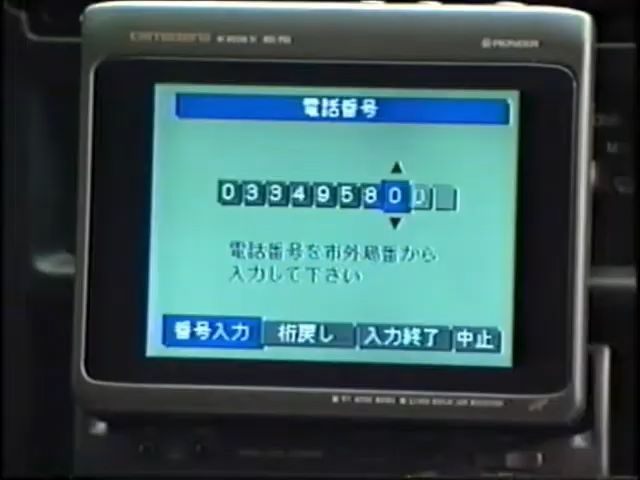 carrozzeria
PIONEER
電話番号
▲
033495800
▼
電話番号を市外局番から
入力して下さい
番号入力 桁戻し 入力終了 中止